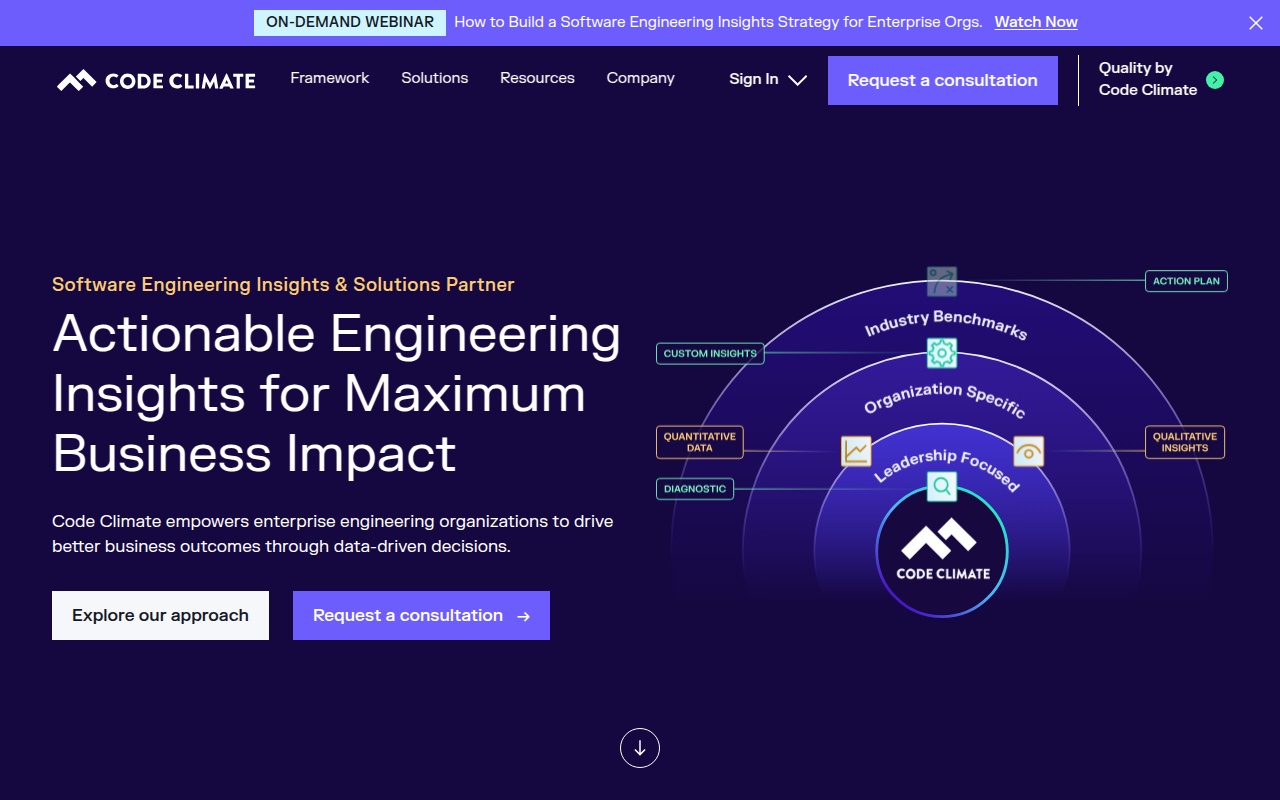 ON-DEMAND WEBINAR How to Build a Software Engineering Insights Strategy for Enterprise Orgs. Watch Now
CODE CLIMATE
Framework
Solutions
Resources
Company
Sign In
Request a consultation
Quality by
Code Climate
Software Engineering Insights & Solutions Partner
Actionable Engineering
Insights for Maximum
Business Impact
Code Climate empowers enterprise engineering organizations to drive
better business outcomes through data-driven decisions.
Explore our approach
Request a consultation
ACTION PLAN
Industry Benchmarks
CUSTOM INSIGHTS
Organization Specific
QUANTITATIVE
DATA
QUALITATIVE
INSIGHTS
Leadership Focused
DIAGNOSTIC
CODE CLIMATE